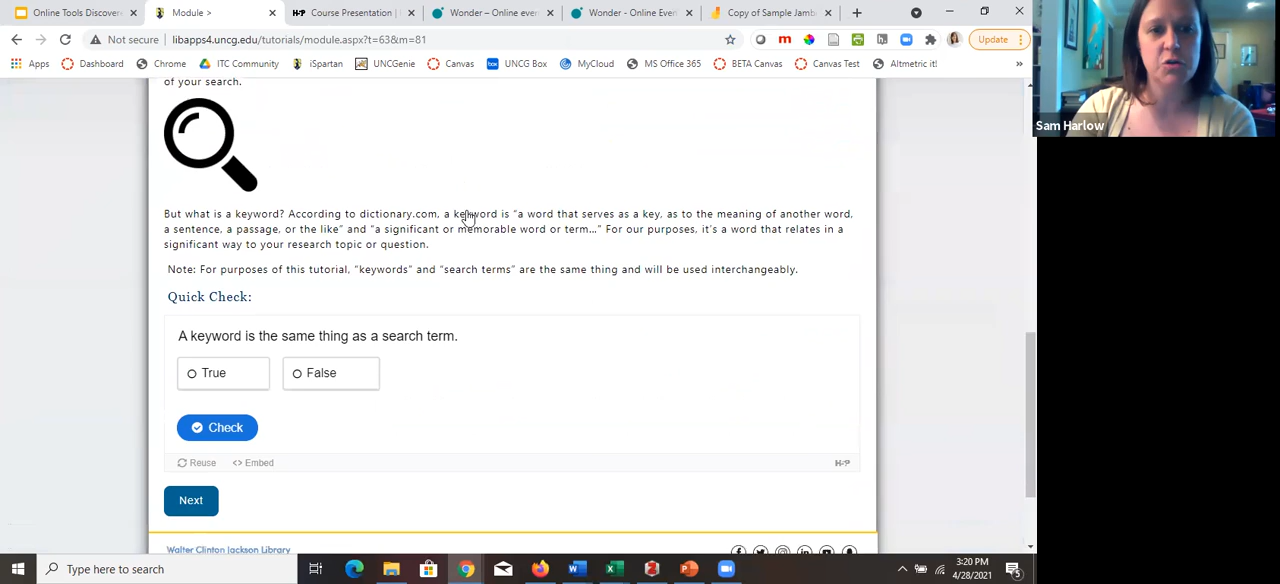 Online Tools Discover
Module >
H-P Course Presentation |
Wonder – Online ever
Wonder - Online Even
Copy of Sample Jamb
Not secure | libapps4.uncg.edu/tutorials/module.aspx?t=63&m=81
Update
Apps Dashboard Chrome ITC Community iSpartan UNCGenie Canvas UNCG Box MyCloud MS Office 365 BETA Canvas Canvas Test Altmetric it! »
of your search.
Sam Harlow
But what is a keyword? According to dictionary.com, a keyword is "a word that serves as a key, as to the meaning of another word,
a sentence, a passage, or the like" and "a significant or memorable word or term..." For our purposes, it's a word that relates in a
significant way to your research topic or question.
Note: For purposes of this tutorial, "keywords" and "search terms" are the same thing and will be used interchangeably.
Quick Check:
A keyword is the same thing as a search term.
True
False
Check
Reuse <> Embed
H-P
Next
Walter Clinton Jackson Library
Type here to search
3:20 PM
4/28/2021
5